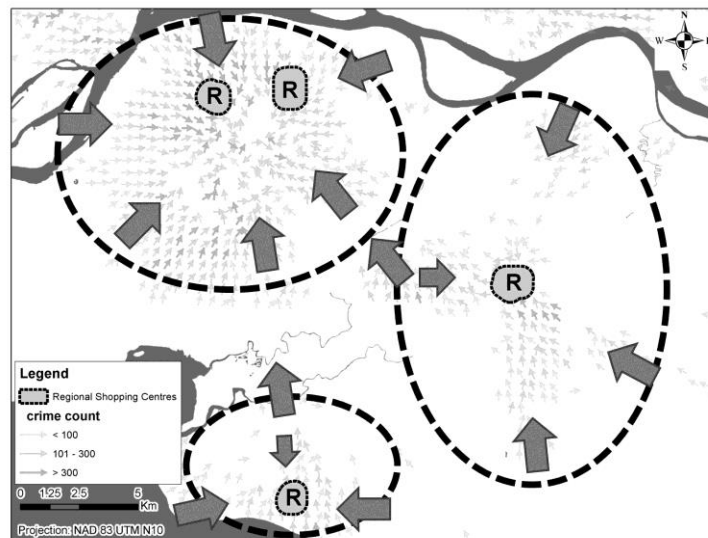 N
W E
S
R R
R
R
Legend
Regional Shopping Centres
crime count
< 100
101 - 300
> 300
0 1.25 2.5 5
Km
Projection: NAD 83 UTM N10